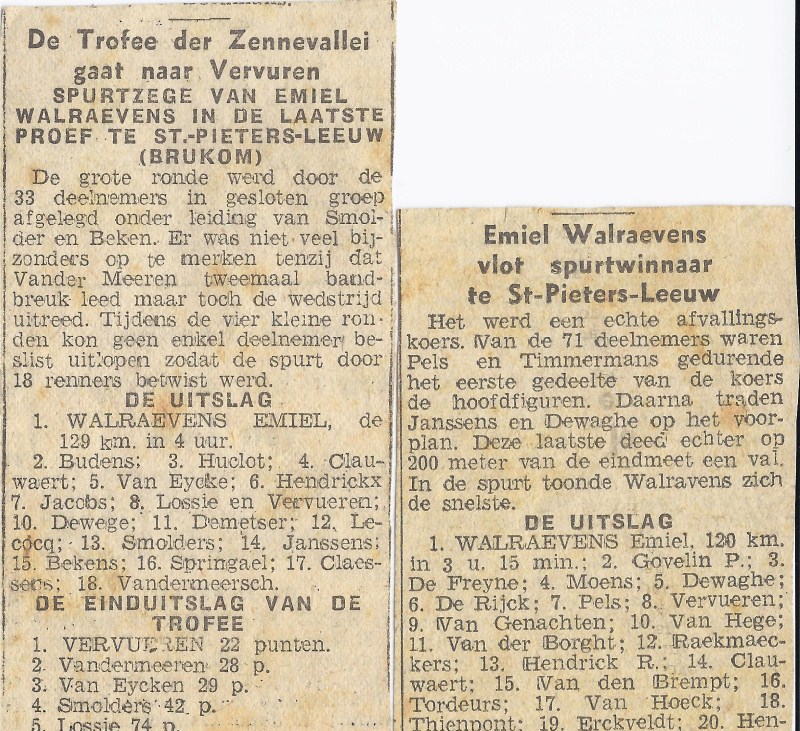 De Trofee der Zennevallei
gaat naar Vervuren
SPURTZEGE VAN EMIEL
WALRAEVENS IN DE LAATSTE
PROEF TE ST.-PIETERS-LEEUW
(BRUKOM)
De grote ronde werd door de
33 deelnemers in gesloten groep
afgelegd onder leiding van Smol-
der en Beken. Er was niet veel bij-
zonders op te merken tenzij dat
Vander Meeren tweemaal band-
breuk leed maar toch de wedstrijd
uitreed. Tijdens de vier kleine ron-
den kon geen enkel deelnemer be-
slist uitlopen zodat de spurt door
18 renners betwist werd.
DE UITSLAG
1. WALRAEVENS EMIEL, de
129 km. in 4 uur.
2. Budens; 3. Huclot; 4. Clau-
waert; 5. Van Eycke; 6. Hendrickx
7. Jacobs; 8. Lossie en Vervueren;
10. Dewege; 11. Demetser; 12. Le-
cocq; 13. Smolders; 14. Janssens;
15. Bekens; 16. Springael; 17. Claes-
sens; 18. Vandermeersch.
DE EINDUITSLAG VAN DE
TROFEE
1. VERVUEREN 22 punten.
2. Vandermeeren 28 p.
3. Van Eycken 29 p.
4. Smolders 42 p.
5. Lossie 74 p.
Emiel Walraevens
vlot spurtwinnaar
te St-Pieters-Leeuw
Het werd een echte afvallings-
koers. Van de 71 deelnemers waren
Pels en Timmermans gedurende
het eerste gedeelte van de koers
de hoofdfiguren. Daarna traden
Janssens en Dewaghe op het voor-
plan. Deze laatste deed echter op
200 meter van de eindmeet een val.
In de spurt toonde Walravens zich
de snelste.
DE UITSLAG
1. WALRAEVENS Emiel, 120 km.
in 3 u. 15 min.; 2. Govelin P.; 3.
De Freyne; 4. Moens; 5. Dewaghe;
6. De Rijck; 7. Pels; 8. Vervueren;
9. Van Genachten; 10. Van Hege;
11. Van der Borght; 12. Raekmaec-
kers; 13. Hendrick R.; 14. Clau-
waert; 15. Van den Brempt; 16.
Tordeurs; 17. Van Hoeck; 18.
Thienpont; 19. Erckveldt; 20. Hen-